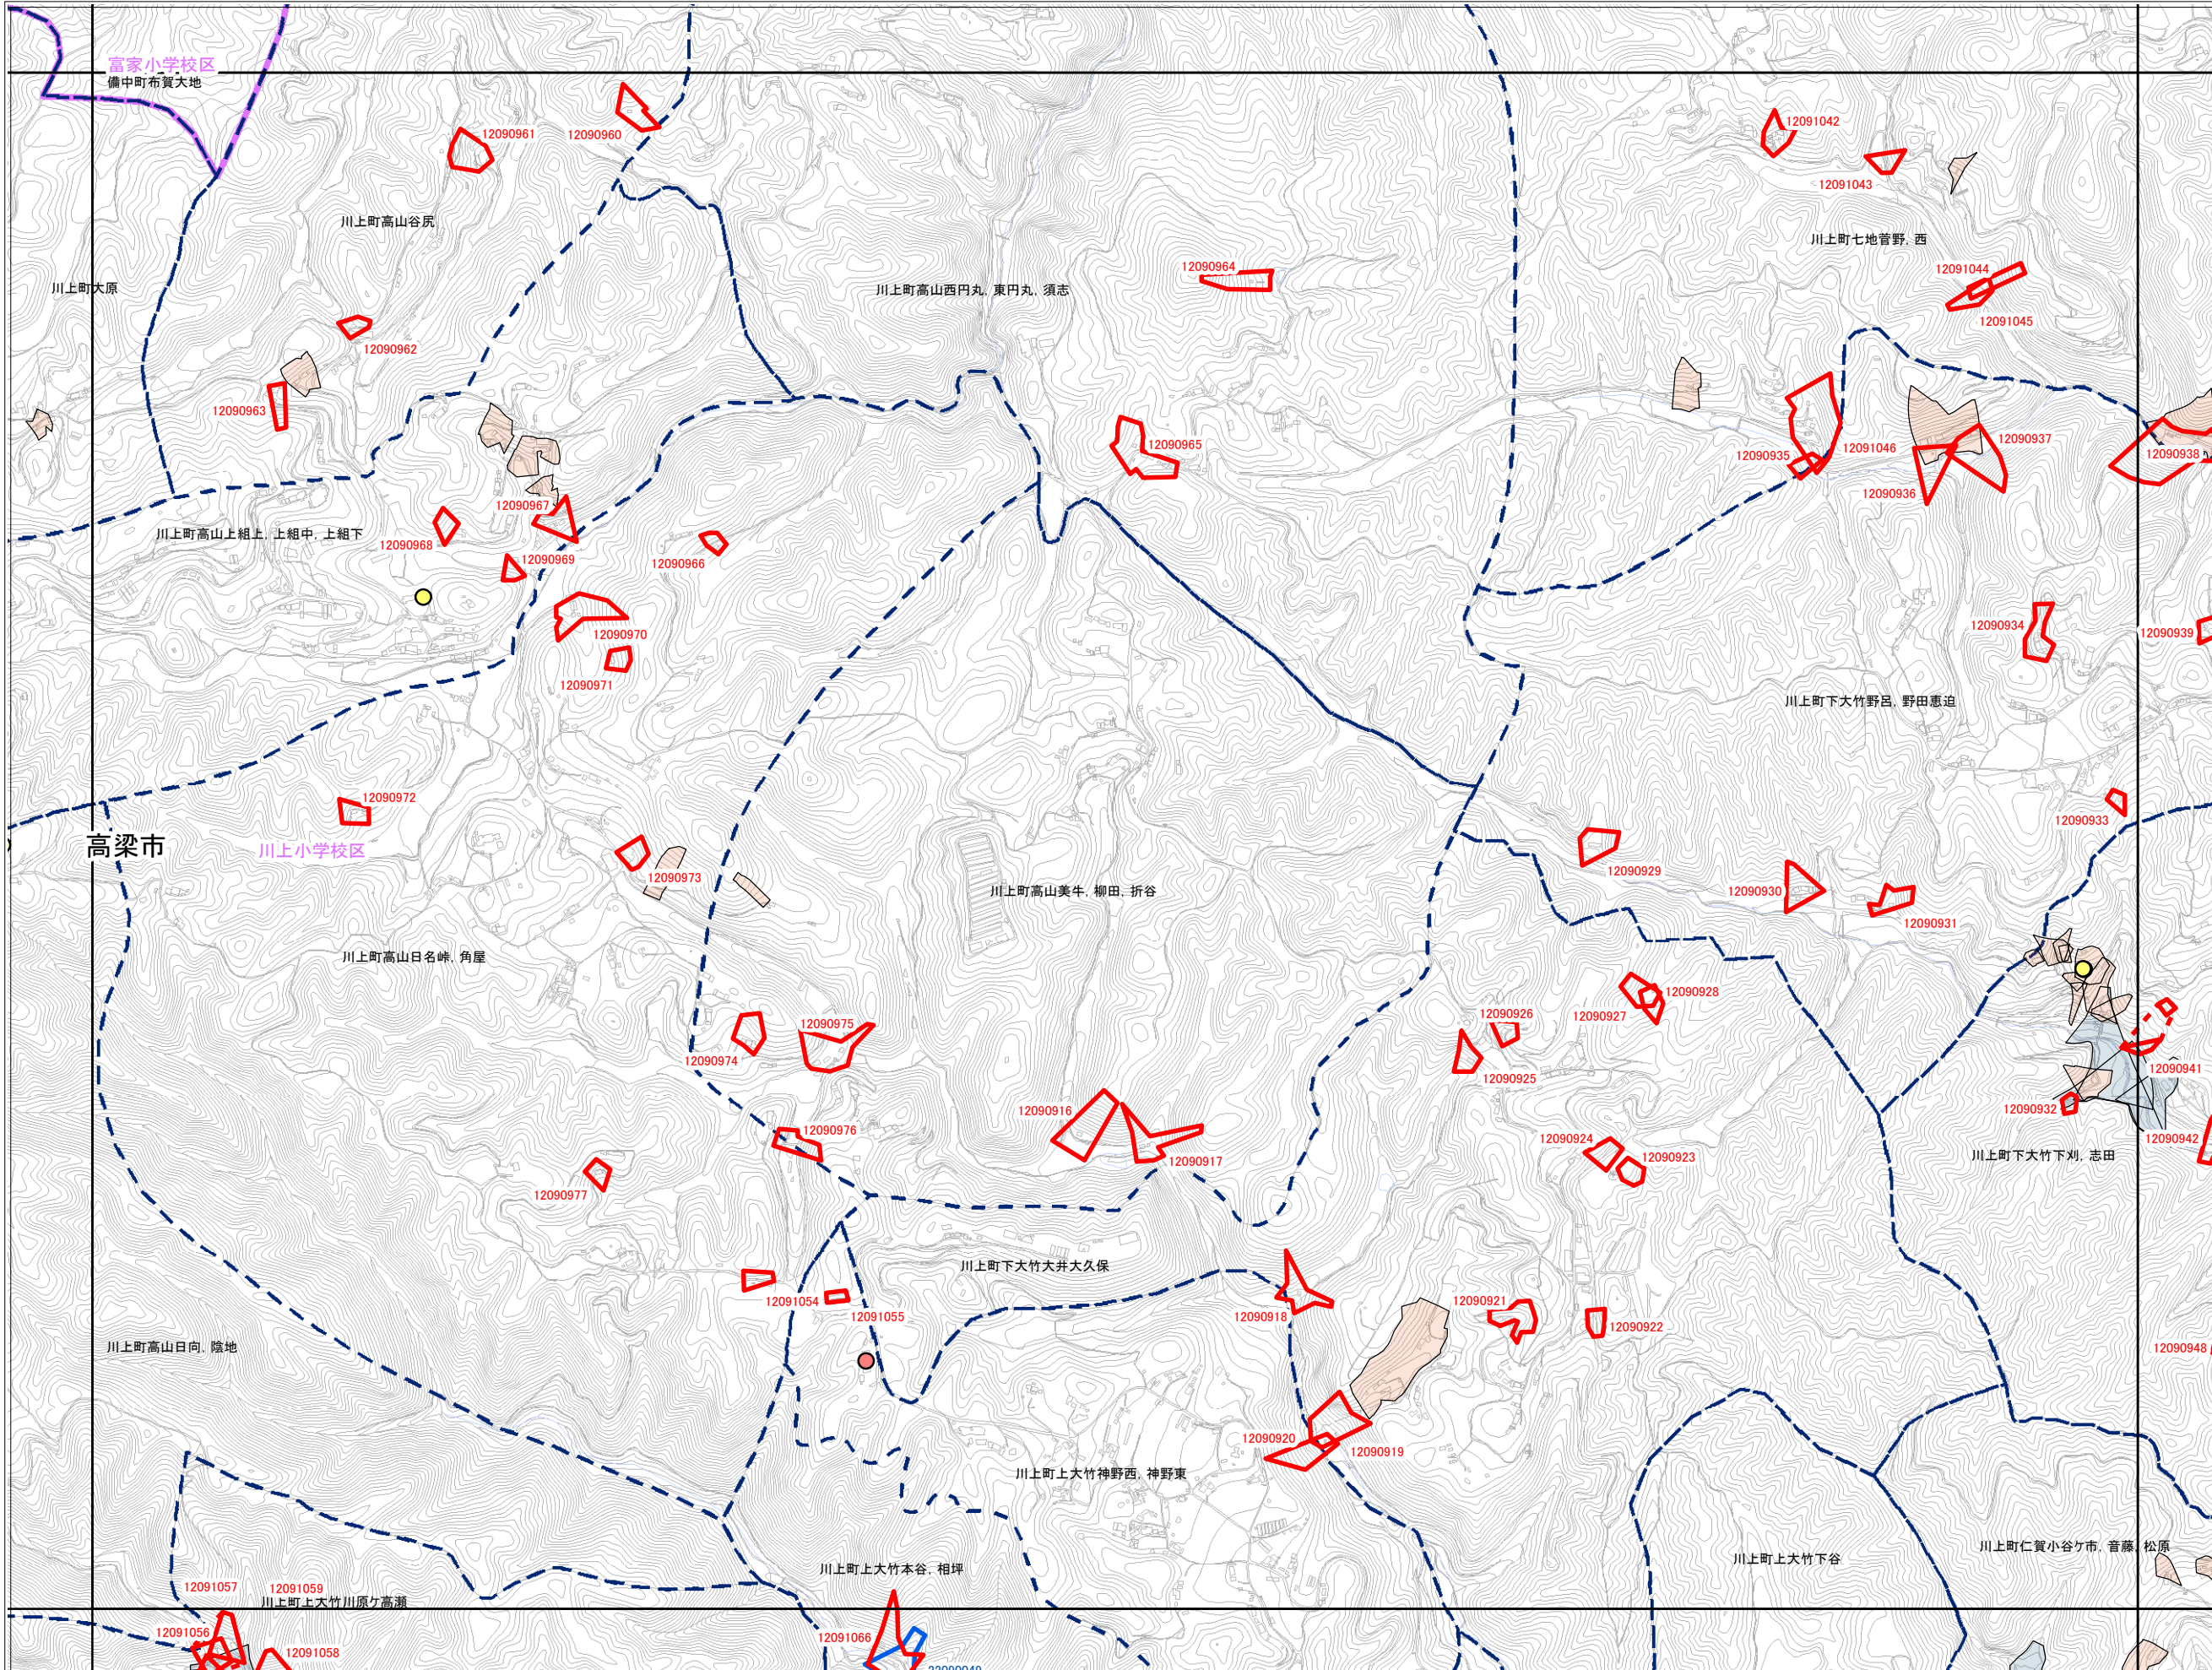 富家小学校区
備中町布賀大地
12090961
12090960
12091042
12091043
川上町高山谷尻
川上町七地菅野, 西
川上町大原
川上町高山西円丸, 東円丸, 須志
12090964
12091044
12091045
12090962
12090963
12090965
12090935
12091046
12090937
12090938
12090936
12090967
川上町高山上組上, 上組中, 上組下
12090968
12090969
12090966
12090970
12090971
12090934
12090939
川上町下大竹野呂, 野田恵迫
12090972
高梁市
川上小学校区
12090933
12090973
12090929
川上町高山美牛, 柳田, 折谷
12090930
12090931
川上町高山日名峠, 角屋
12090928
12090927
12090926
12090975
12090974
12090925
12090941
12090916
12090932
12090976
12090924
12090942
12090917
12090923
川上町下大竹下刈, 志田
12090977
川上町下大竹大井大久保
12091054
12091055
12090918
12090921
12090922
川上町高山日向, 陰地
12090948
12090920
12090919
川上町上大竹神野西, 神野東
川上町仁賀小谷ケ市, 音藤, 松原
川上町上大竹下谷
川上町上大竹本谷, 相坪
12091057
12091059
川上町上大竹川原ケ高瀬
12091056
12091066
12091058